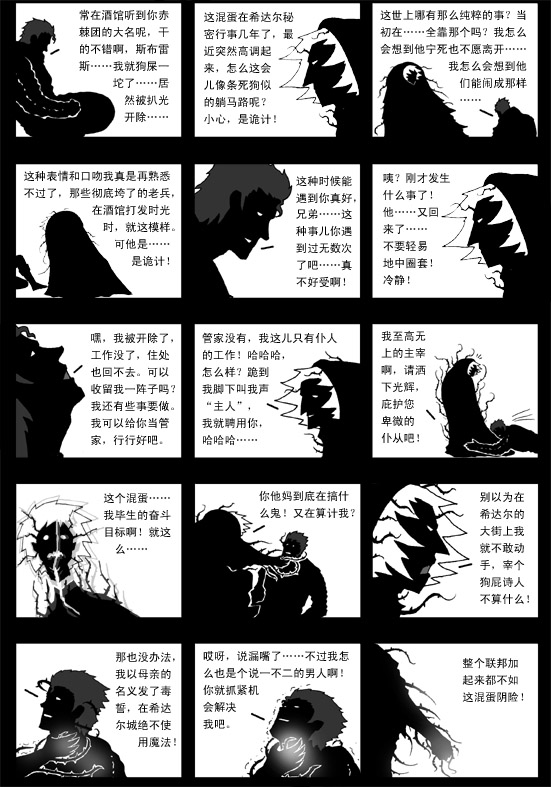 常在酒馆听到你赤
棘团的大名呢，干
的不错啊，斯布雷
斯……我就狗屎一
坨了……居
然被扒光
开除……
这混蛋在希达尔秘
密行事几年了，最
近突然高调起
来，怎么这会
儿像条死狗似
的躺马路呢？
小心，是诡计！
这世上哪有那么纯粹的事？当
初在……全靠那个吗？我怎么
会想到他宁死也不愿离开……
我怎么会想到他
们能闹成那样
……
这种表情和口吻我真是再熟悉
不过了，那些彻底垮了的老兵，
在酒馆打发时光
时，就这模样。
可他是……
是诡计！
这种时候能
遇到你真好，
兄弟……这
种事儿你遇
到过无数次
了吧……真
不好受啊！
咦？刚才发生
什么事了！
他……又回
来了……
不要轻易
地中圈套！
冷静！
嘿，我被开除了，
工作没了，住处
也回不去。可以
收留我一阵子吗？
我还有些事要做。
我可以给你当管
家，行行好吧。
管家没有，我这儿只有仆人
的工作！哈哈哈，
怎么样？跪到
我脚下叫我声
“主人”，
我就聘用你，
哈哈哈……
我至高无
上的主宰
啊，请洒
下光辉，
庇护您
卑微的
仆从吧！
这个混蛋……
我毕生的奋斗
目标啊！就这
么……
你他妈到底在搞什
么鬼！又在算计我？
别以为在
希达尔的
大街上我
就不敢动
手，宰个
狗屁诗人
不算什么！
那也没办法，
我以母亲的
名义发了毒
誓，在希达
尔城绝不使
用魔法！
哎呀，说漏嘴了……不过我怎
么也是个说一不二的男人啊！
你就抓紧机
会解决
我吧。
整个联邦加
起来都不如
这混蛋阴险！